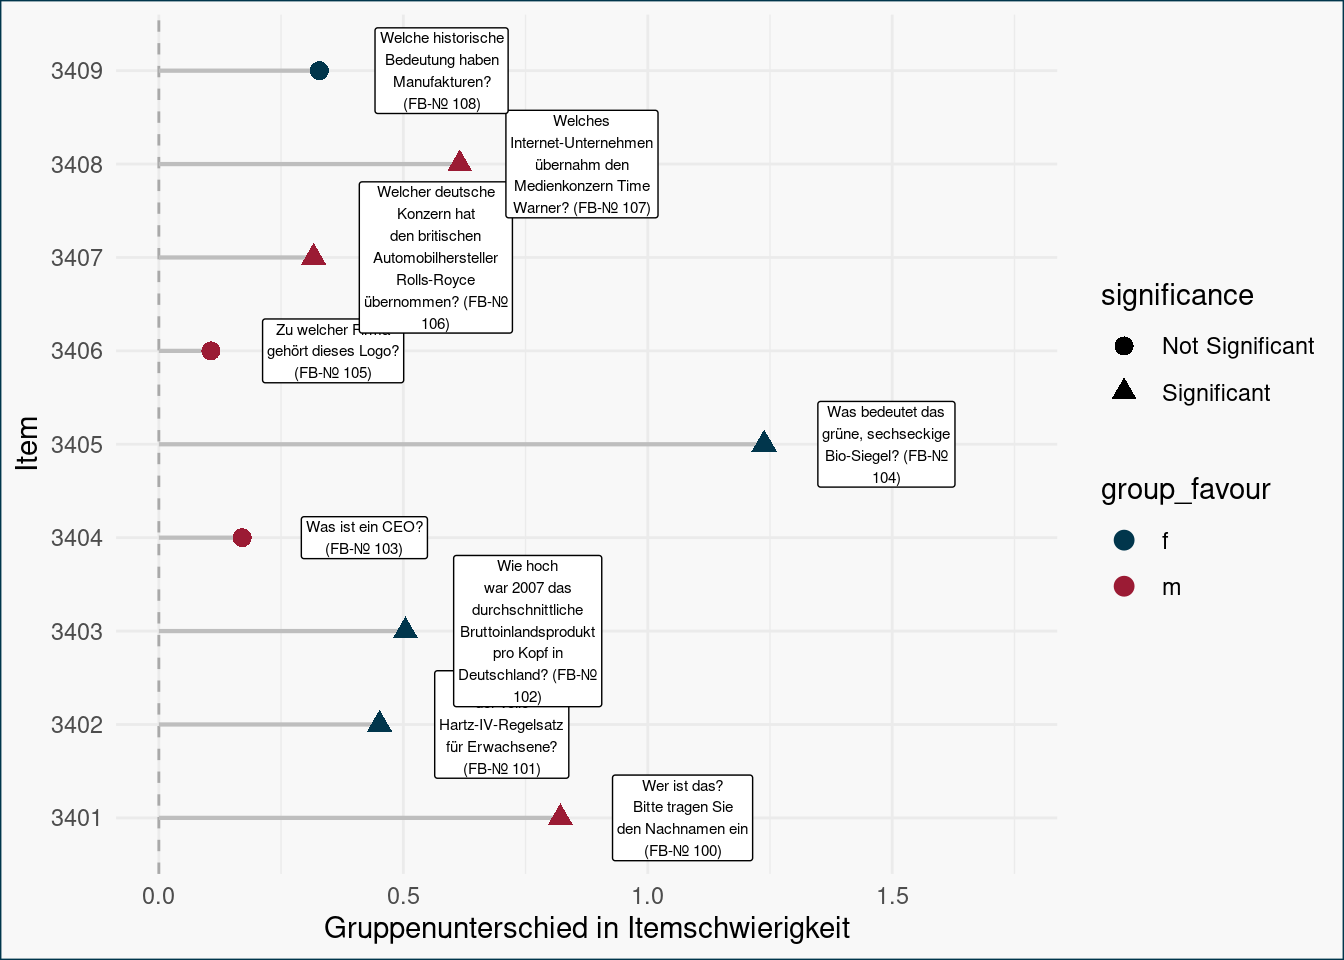 3409
Welche historische
Bedeutung haben
Manufakturen?
(FB-№ 108)
3408
Welches
Internet-Unternehmen
übernahm den
Medienkonzern Time
Warner? (FB-№ 107)
3407
Welcher deutsche
Konzern hat
den britischen
Automobilhersteller
Rolls-Royce
übernommen? (FB-№
106)
3406
Zu welcher
gehört dieses Logo?
(FB-№ 105)
3405
Was bedeutet das
grüne, sechseckige
Bio-Siegel? (FB-№
104)
3404
Was ist ein CEO?
(FB-№ 103)
3403
Wie hoch
war 2007 das
durchschnittliche
Bruttoinlandsprodukt
pro Kopf in
Deutschland? (FB-№
102)
3402
Hartz-IV-Regelsatz
für Erwachsene?
(FB-№ 101)
3401
Wer ist das?
Bitte tragen Sie
den Nachnamen ein
(FB-№ 100)
Item
0.0
0.5
1.0
1.5
Gruppenunterschied in Itemschwierigkeit
significance
Not Significant
Significant
group_favour
f
m